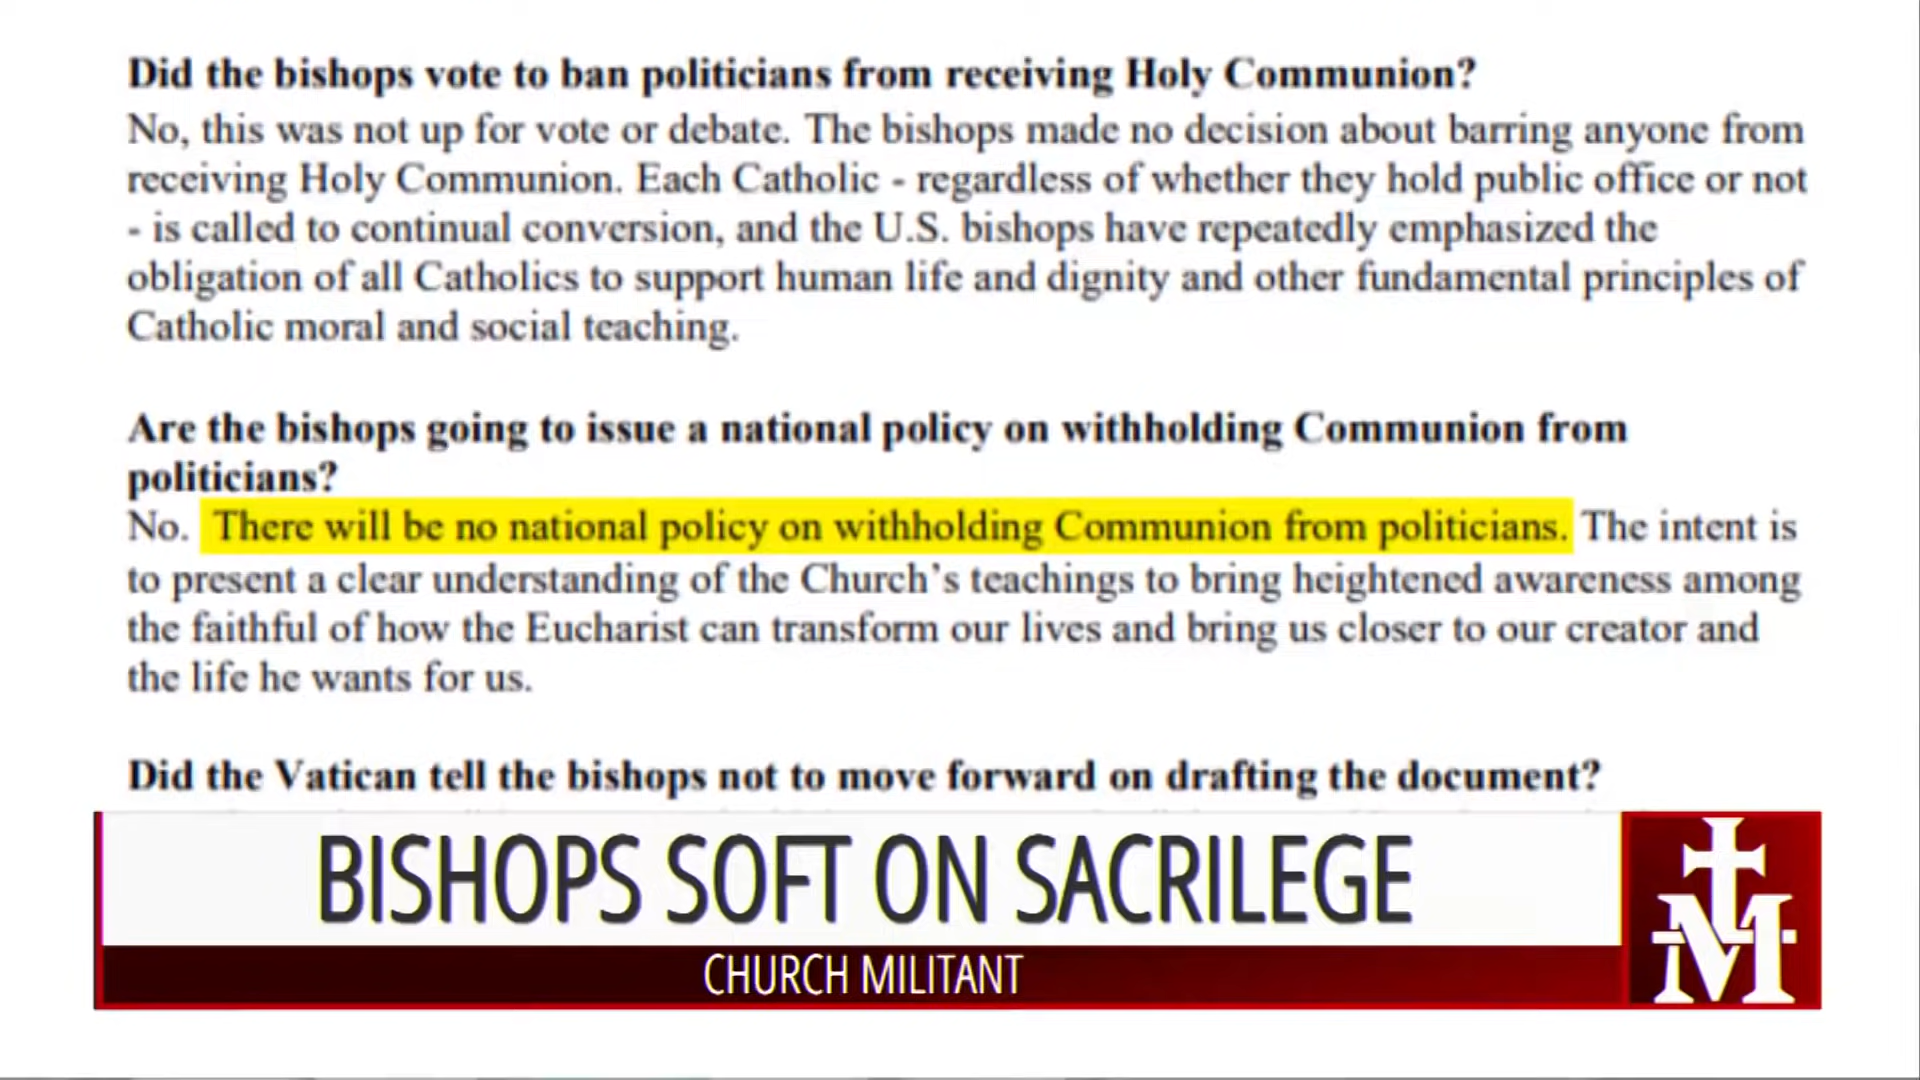 Did the bishops vote to ban politicians from receiving Holy Communion?
No, this was not up for vote or debate. The bishops made no decision about barring anyone from
receiving Holy Communion. Each Catholic - regardless of whether they hold public office or not
- is called to continual conversion, and the U.S. bishops have repeatedly emphasized the
obligation of all Catholics to support human life and dignity and other fundamental principles of
Catholic moral and social teaching.
Are the bishops going to issue a national policy on withholding Communion from
politicians?
No. There will be no national policy on withholding Communion from politicians. The intent is
to present a clear understanding of the Church’s teachings to bring heightened awareness among
the faithful of how the Eucharist can transform our lives and bring us closer to our creator and
the life he wants for us.
Did the Vatican tell the bishops not to move forward on drafting the document?
BISHOPS SOFT ON SACRILEGE
CHURCH MILITANT
M